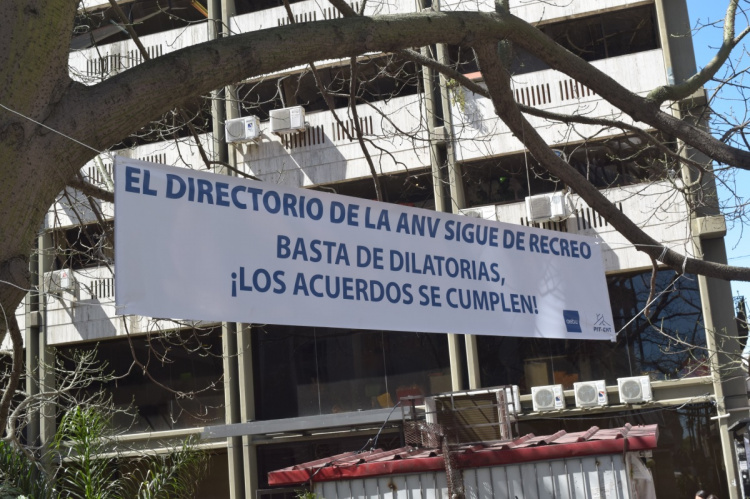 EL DIRECTORIO DE LA ANV SIGUE DE RECREO
BASTA DE DILATORIAS,
¡LOS ACUERDOS SE CUMPLEN!